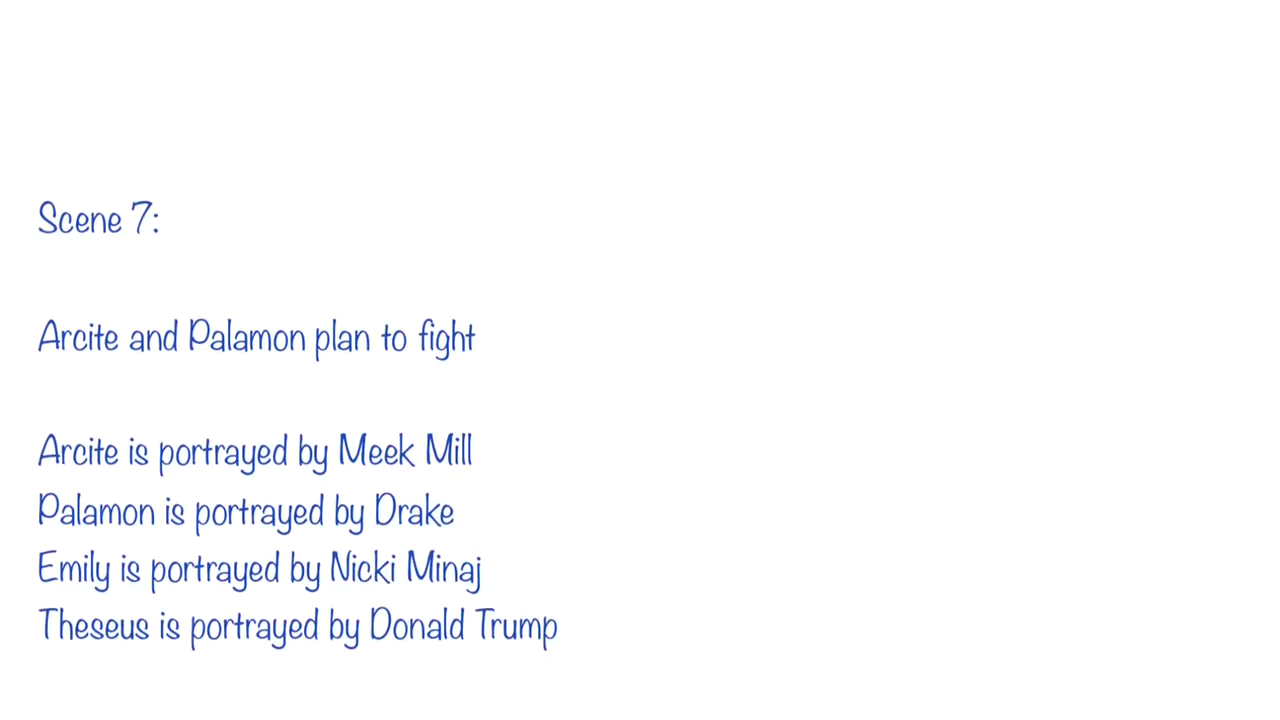 Scene 7:
Arcite and Palamon plan to fight
Arcite is portrayed by Meek Mill
Palamon is portrayed by Drake
Emily is portrayed by Nicki Minaj
Theseus is portrayed by Donald Trump